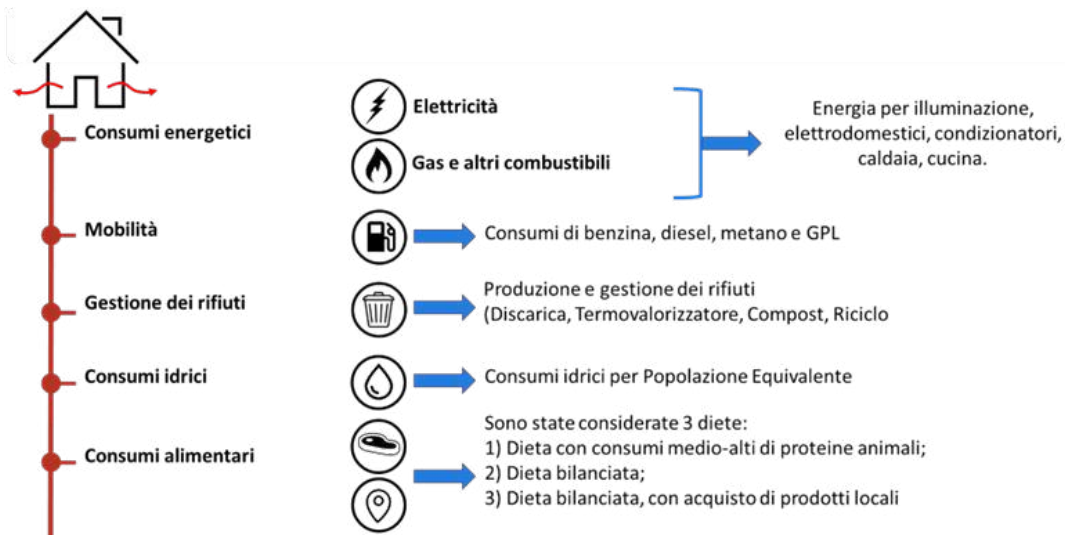 Consumi energetici
Elettricità
Gas e altri combustibili
Energia per illuminazione,
elettrodomestici, condizionatori,
caldaia, cucina.
Mobilità
Consumi di benzina, diesel, metano e GPL
Gestione dei rifiuti
Produzione e gestione dei rifiuti
(Discarica, Termovalorizzatore, Compost, Riciclo
Consumi idrici
Consumi idrici per Popolazione Equivalente
Consumi alimentari
Sono state considerate 3 diete:
1) Dieta con consumi medio-alti di proteine animali;
2) Dieta bilanciata;
3) Dieta bilanciata, con acquisto di prodotti locali